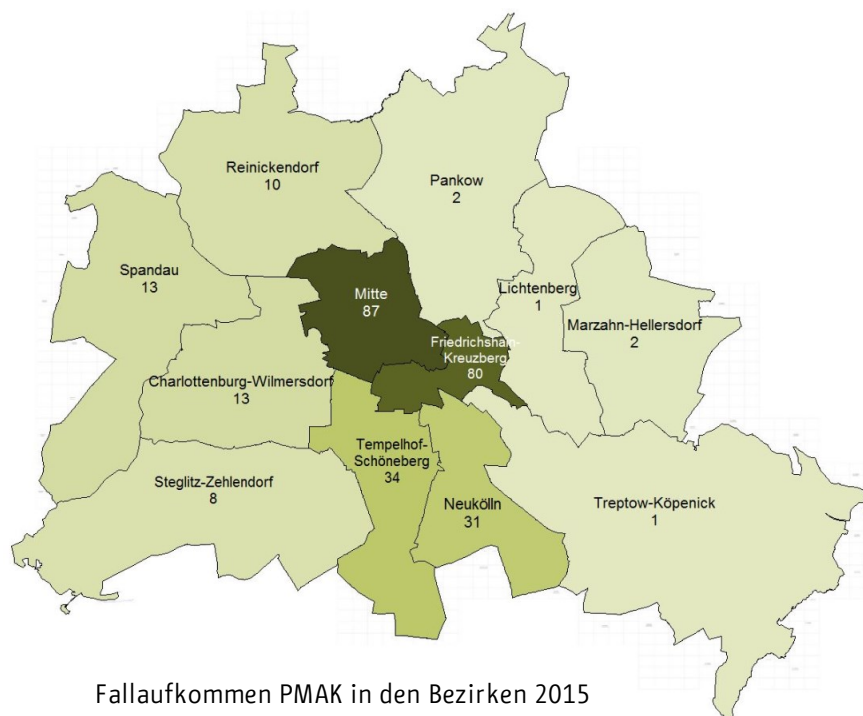 Reinickendorf
10
Pankow
2
Spandau
13
Mitte
87
Lichtenberg
1
Marzahn-Hellersdorf
2
Friedrichshain-
Kreuzberg
80
Charlottenburg-Wilmersdorf
13
Tempelhof-
Schöneberg
34
Steglitz-Zehlendorf
8
Neukölln
31
Treptow-Köpenick
1
Fallaufkommen PMAK in den Bezirken 2015